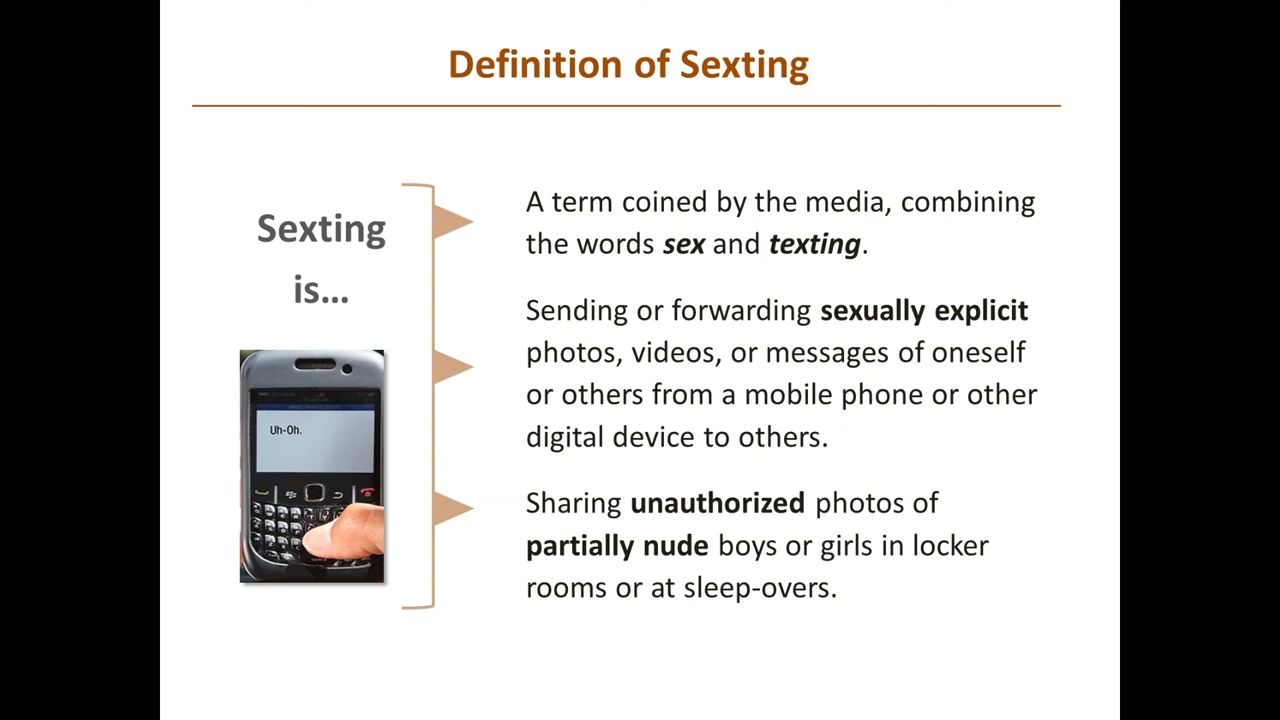 Definition of Sexting
Sexting
is...
Uh-Oh.
A term coined by the media, combining
the words sex and texting.
Sending or forwarding sexually explicit
photos, videos, or messages of oneself
or others from a mobile phone or other
digital device to others.
Sharing unauthorized photos of
partially nude boys or girls in locker
rooms or at sleep-overs.